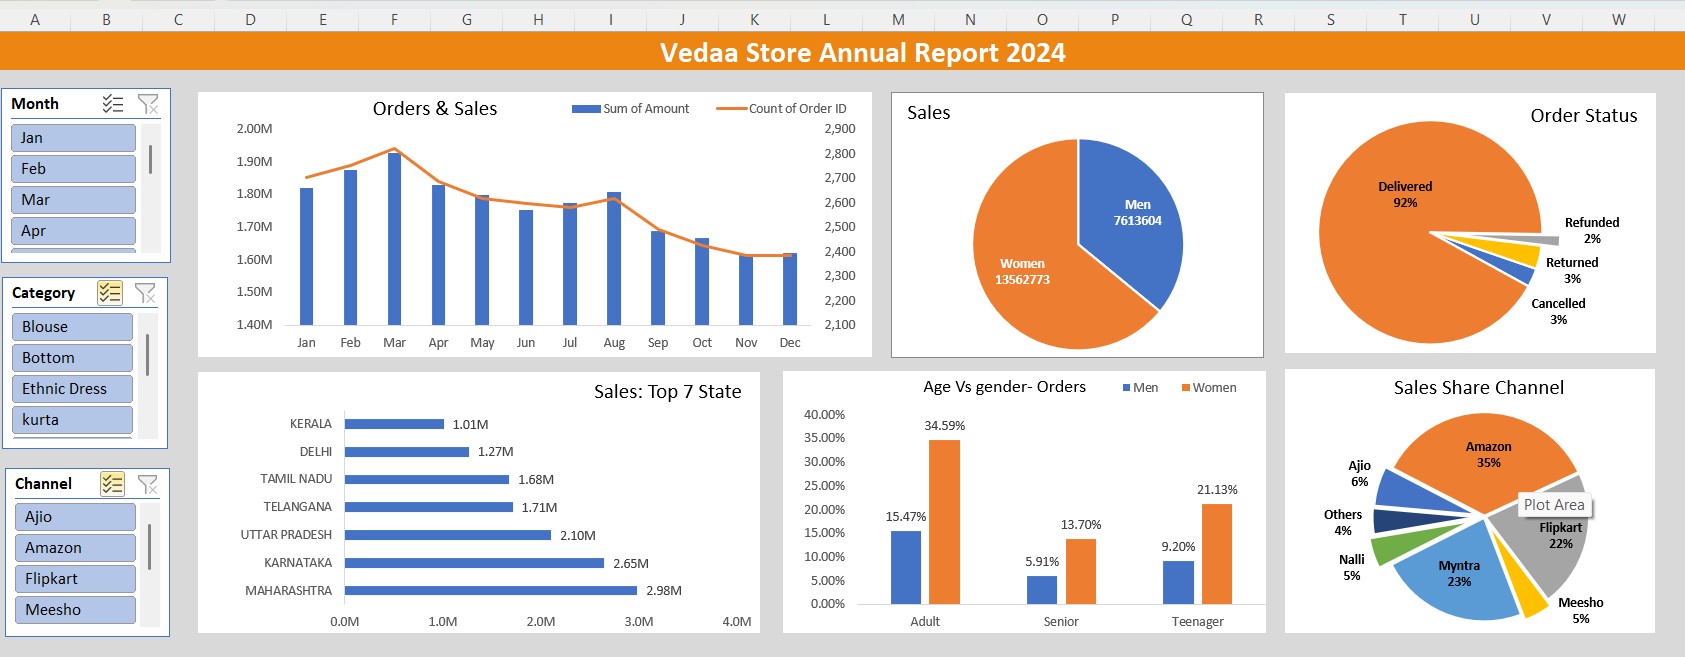 A B C D E F G H I J K L M N O P Q R S T U V W
Vedaa Store Annual Report 2024
Month
Jan
Feb
Mar
Apr
Category
Blouse
Bottom
Ethnic Dress
kurta
Channel
Ajio
Amazon
Flipkart
Meesho
Orders & Sales
Sum of Amount
Count of Order ID
2.00M
1.90M
1.80M
1.70M
1.60M
1.50M
1.40M
2,900
2,800
2,700
2,600
2,500
2,400
2,300
2,200
2,100
Jan Feb Mar Apr May Jun Jul Aug Sep Oct Nov Dec
Sales
Men
7613604
Women
13562773
Order Status
Delivered
92%
Refunded
2%
Returned
3%
Cancelled
3%
Sales: Top 7 State
KERALA 1.01M
DELHI 1.27M
TAMIL NADU 1.68M
TELANGANA 1.71M
UTTAR PRADESH 2.10M
KARNATAKA 2.65M
MAHARASHTRA 2.98M
0.0M 1.0M 2.0M 3.0M 4.0M
Age Vs gender- Orders
Men
Women
40.00%
35.00%
30.00%
25.00%
20.00%
15.00%
10.00%
5.00%
0.00%
15.47%
34.59%
5.91%
13.70%
9.20%
21.13%
Adult Senior Teenager
Sales Share Channel
Amazon
35%
Ajio
6%
Others
4%
Nalli
5%
Myntra
23%
Plot Area
Flipkart
22%
Meesho
5%